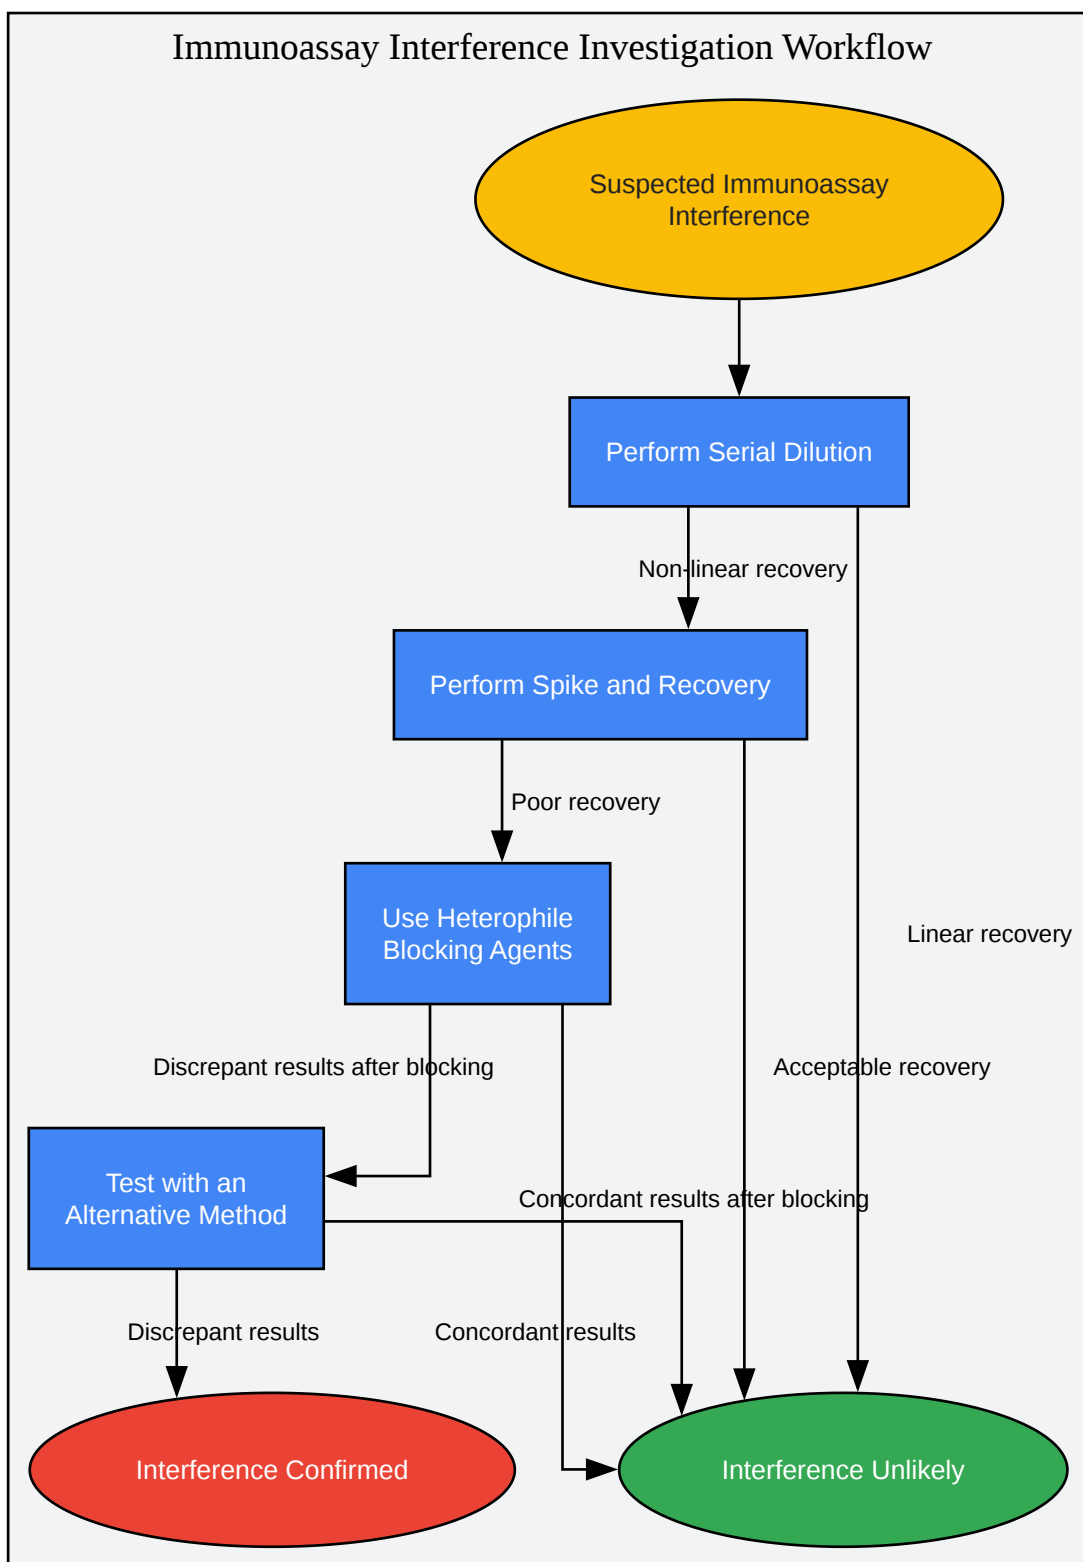 Immunoassay Interference Investigation Workflow
Suspected Immunoassay
Interference
Perform Serial Dilution
Non-linear recovery
Perform Spike and Recovery
Poor recovery
Use Heterophile
Blocking Agents
Linear recovery
Discrepant results after blocking
Acceptable recovery
Test with an
Alternative Method
Concordant results after blocking
Discrepant results
Concordant results
Interference Confirmed
Interference Unlikely